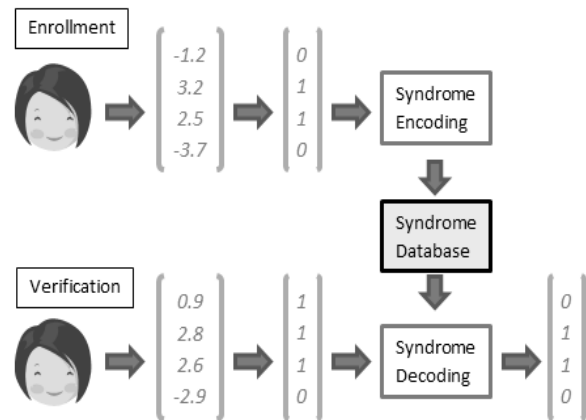 Enrollment
-1.2
3.2
2.5
-3.7
0
1
1
0
Syndrome
Encoding
Syndrome
Database
Verification
0.9
2.8
2.6
-2.9
1
1
1
0
Syndrome
Decoding
0
1
1
0